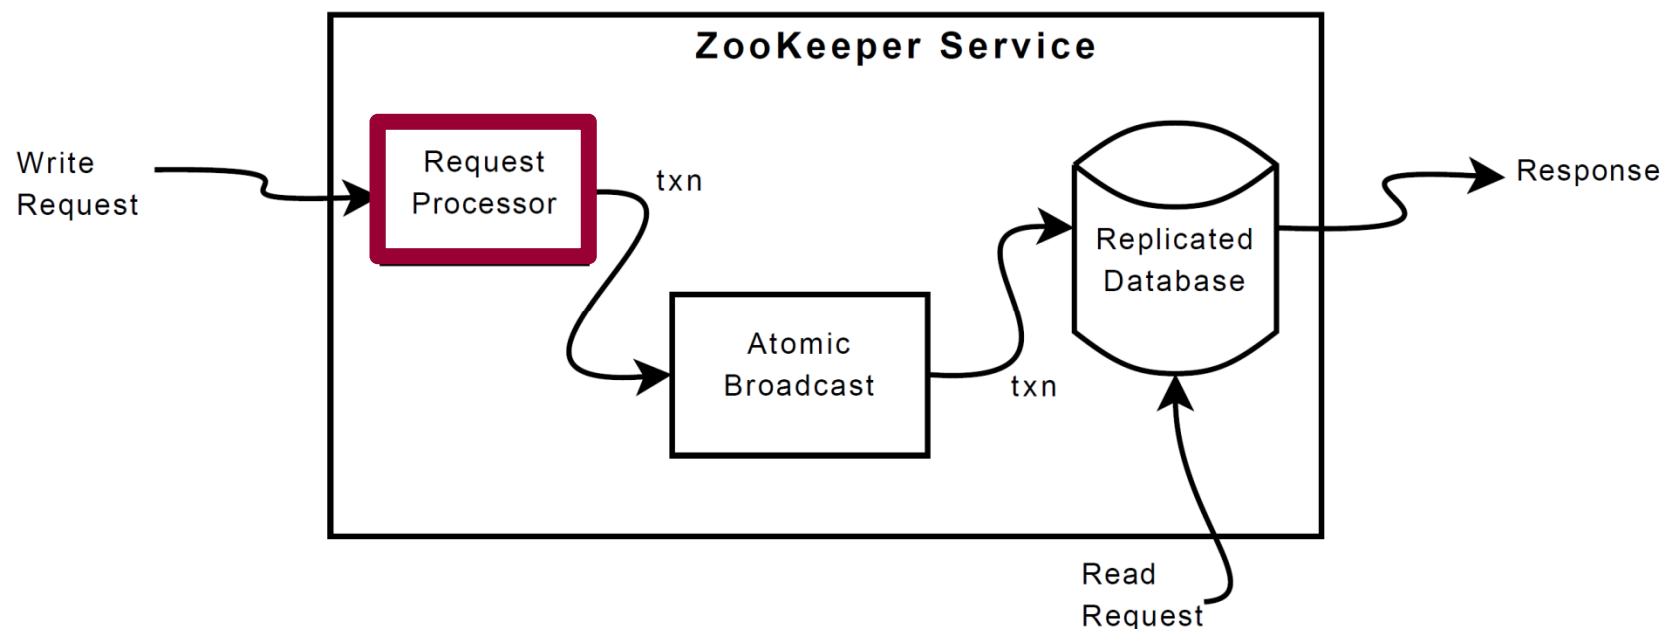 ZooKeeper Service
Write
Request
Request
Processor
txn
Atomic
Broadcast
txn
Replicated
Database
Response
Read
Request